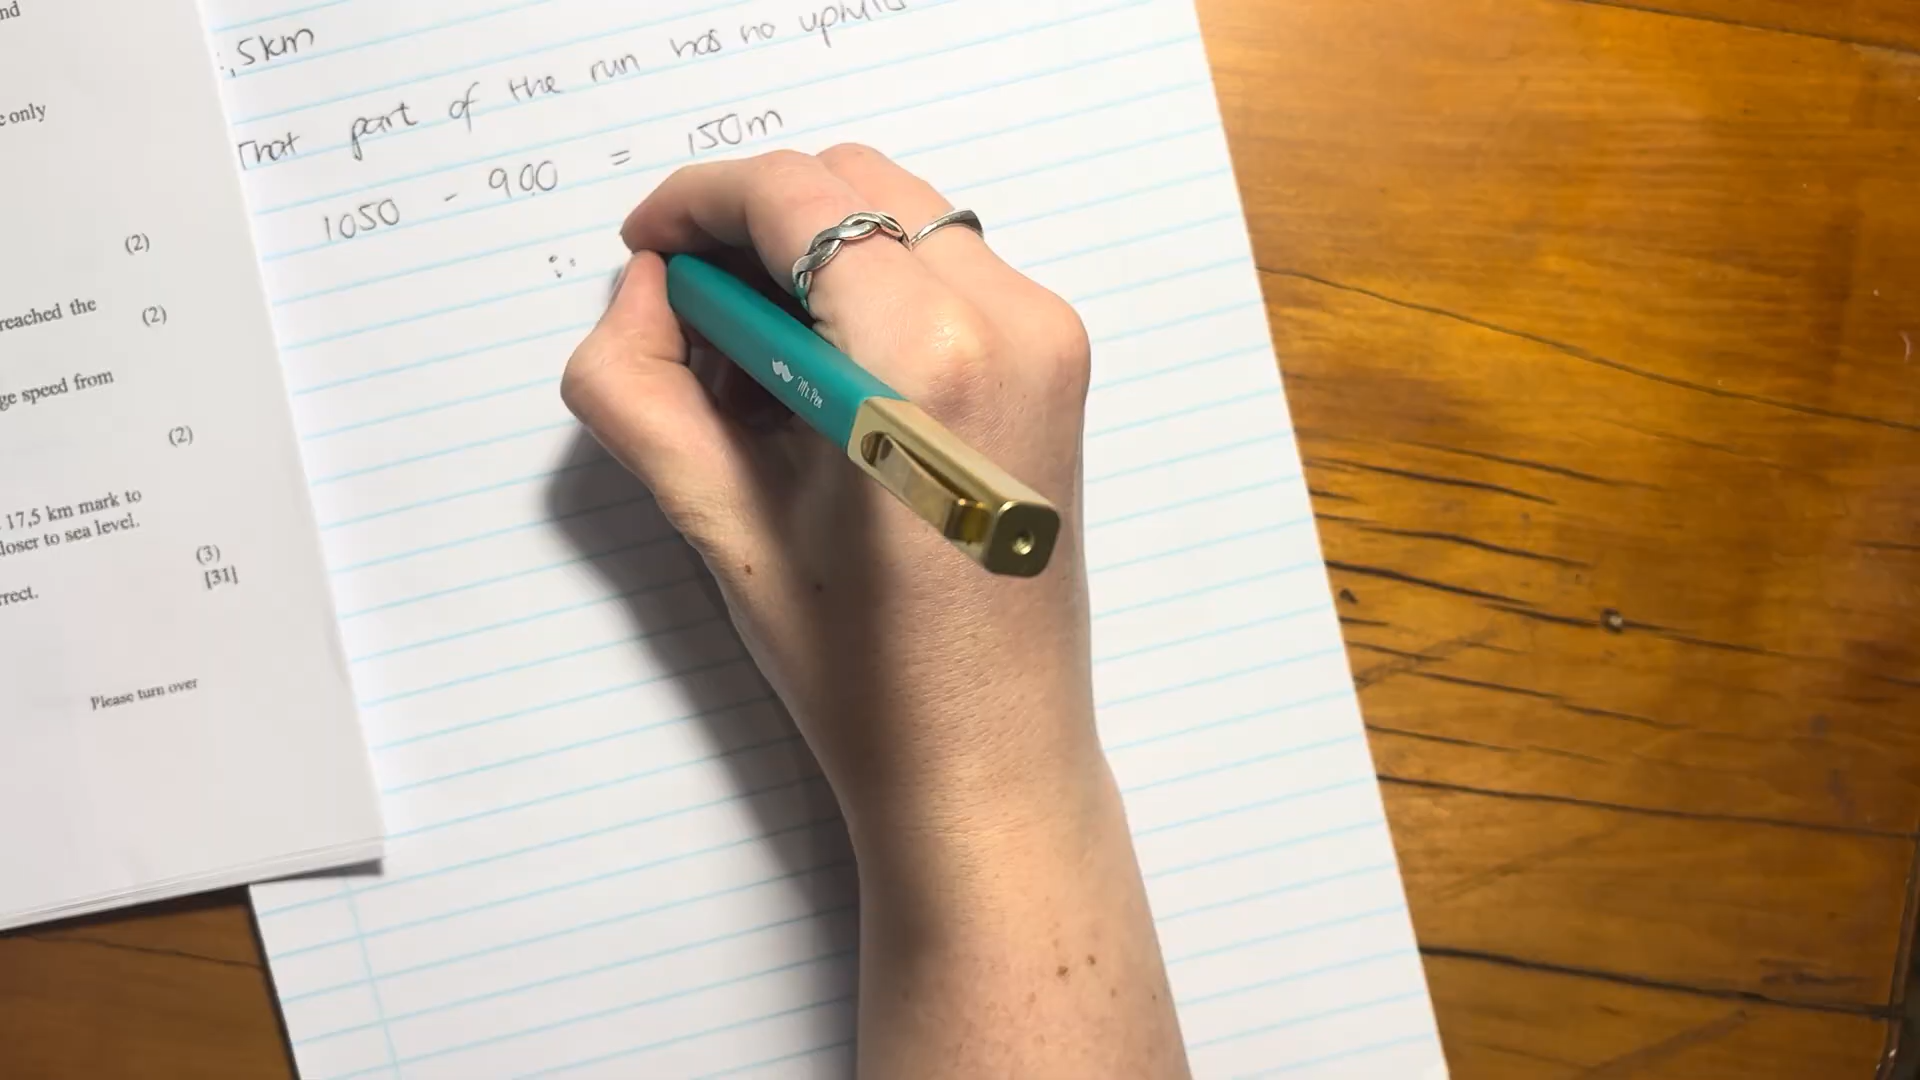 nd
only
(2)
reached the
(2)
ge speed from
(2)
17,5 km mark to
loser to sea level.
(3)
[31]
rrect.
Please turn over
,5km
That part of the run has no uphills
1050 - 900 = 150m
∴
Mr. Pen